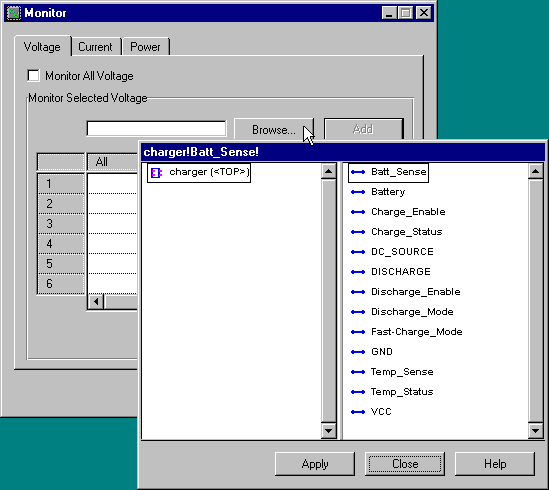 Monitor
Voltage Current Power
Monitor All Voltage
Monitor Selected Voltage
Browse... Add
charger!Batt_Sense!
All
1
2
3
4
5
6
charger (<TOP>)
Batt_Sense
Battery
Charge_Enable
Charge_Status
DC_SOURCE
DISCHARGE
Discharge_Enable
Discharge_Mode
Fast-Charge_Mode
GND
Temp_Sense
Temp_Status
VCC
Apply Close Help